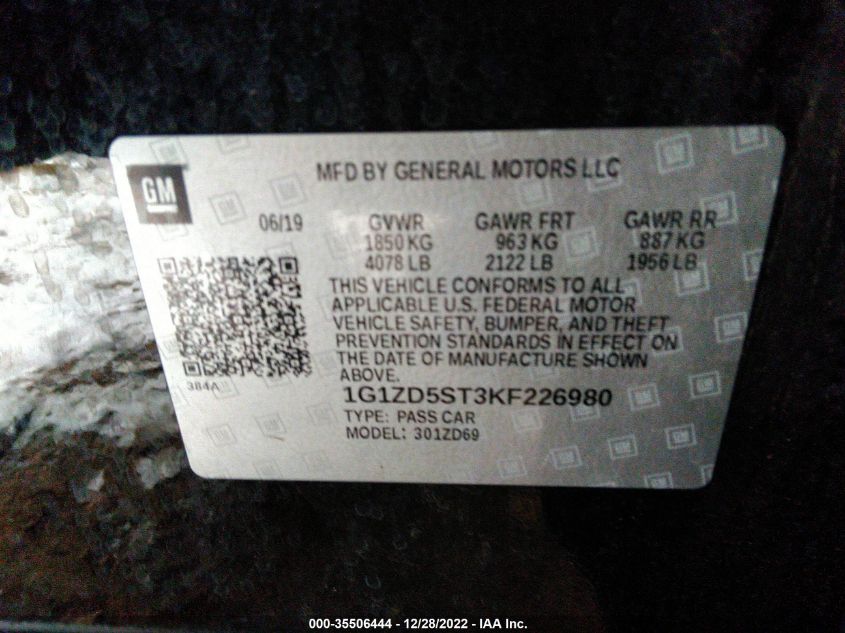 MFD BY GENERAL MOTORS LLC
GM
06/19 GVWR GAWR FRT GAWR RR
1850 KG 963 KG 887 KG
4078 LB 2122 LB 1956 LB
THIS VEHICLE CONFORMS TO ALL
APPLICABLE U.S. FEDERAL MOTOR
VEHICLE SAFETY, BUMPER, AND THEFT
PREVENTION STANDARDS IN EFFECT ON
THE DATE OF MANUFACTURE SHOWN
ABOVE.
384A
1G1ZD5ST3KF226980
TYPE: PASS CAR
MODEL: 301ZD69
000-35506444 - 12/28/2022 - IAA Inc.